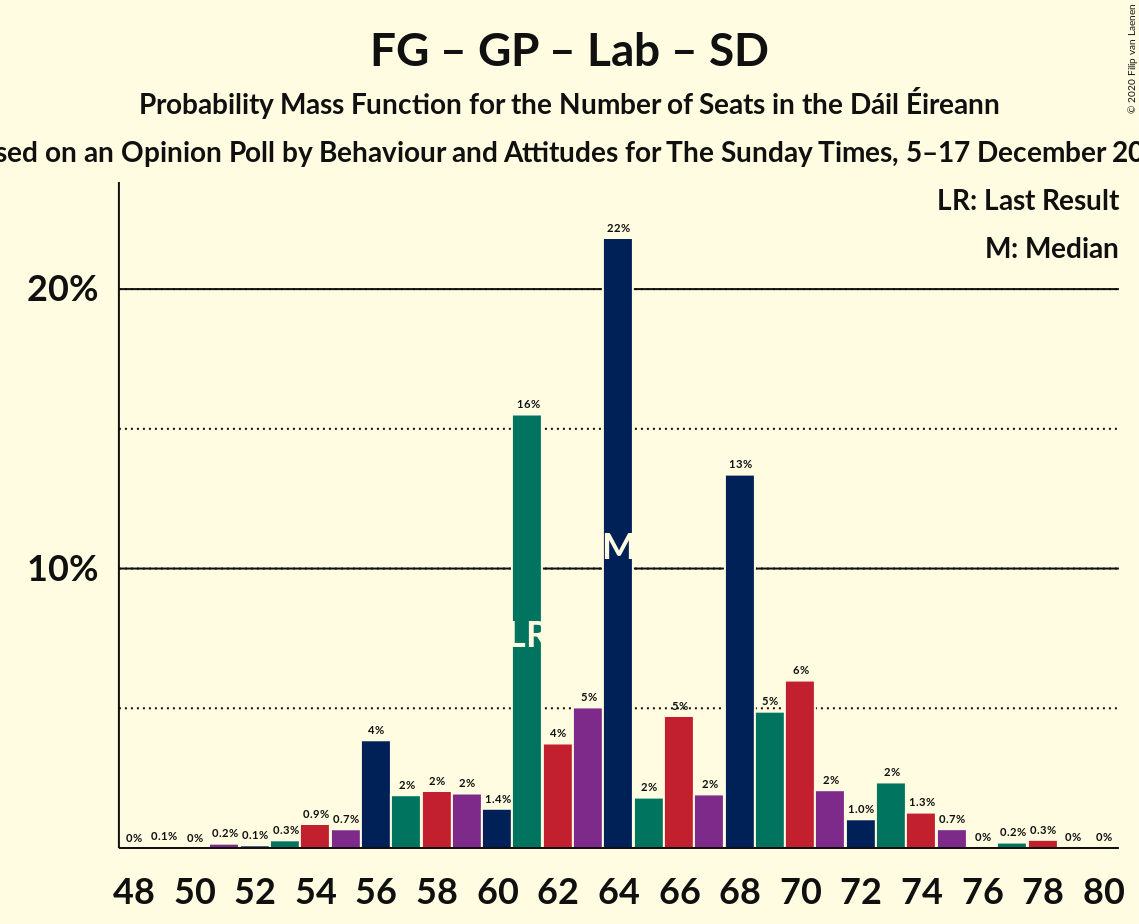 FG – GP – Lab – SD
Probability Mass Function for the Number of Seats in the Dáil Éireann
sed on an Opinion Poll by Behaviour and Attitudes for The Sunday Times, 5–17 December 20
© 2020 Filip van Laenen
LR: Last Result
M: Median
20%
10%
0% 0.1% 0% 0.2% 0.1% 0.3% 0.9% 0.7% 4% 2% 2% 2% 1.4% 16% 4% 5% 22% 2% 5% 2% 13% 5% 6% 2% 1.0% 2% 1.3% 0.7% 0% 0.2% 0.3% 0% 0%
M
LR
48 50 52 54 56 58 60 62 64 66 68 70 72 74 76 78 80